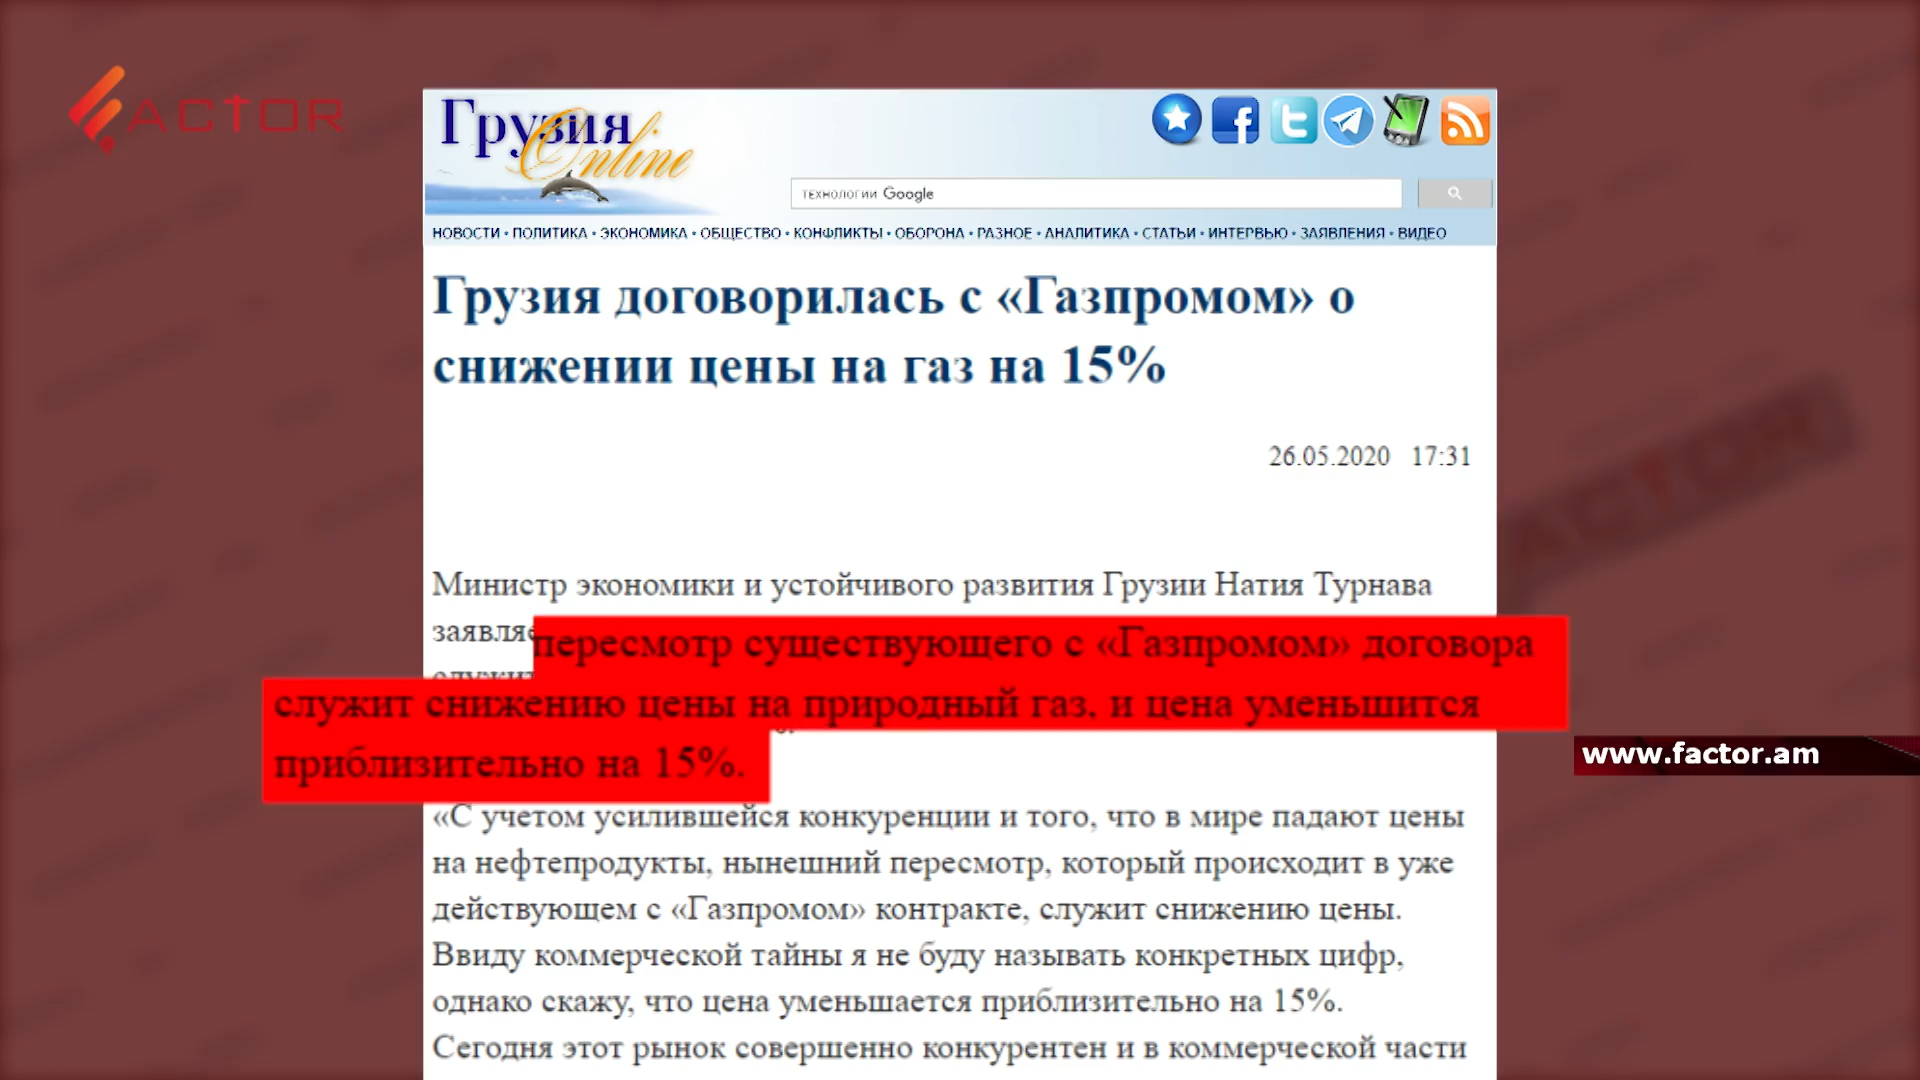 FACTOR
Грузия
Online
технологии Google
НОВОСТИ • ПОЛИТИКА • ЭКОНОМИКА • ОБЩЕСТВО • КОНФЛИКТЫ • ОБОРОНА • РАЗНОЕ • АНАЛИТИКА • СТАТЬИ • ИНТЕРВЬЮ • ЗАЯВЛЕНИЯ • ВИДЕО
Грузия договорилась с «Газпромом» о
снижении цены на газ на 15%
26.05.2020 17:31
Министр экономики и устойчивого развития Грузии Натия Турнава
пересмотр существующего с «Газпромом» договора
служит снижению цены на природный газ, и цена уменьшится
приблизительно на 15%.
www.factor.am
«С учетом усилившейся конкуренции и того, что в мире падают цены
на нефтепродукты, нынешний пересмотр, который происходит в уже
действующем с «Газпромом» контракте, служит снижению цены.
Ввиду коммерческой тайны я не буду называть конкретных цифр,
однако скажу, что цена уменьшается приблизительно на 15%.
Сегодня этот рынок совершенно конкурентен и в коммерческой части